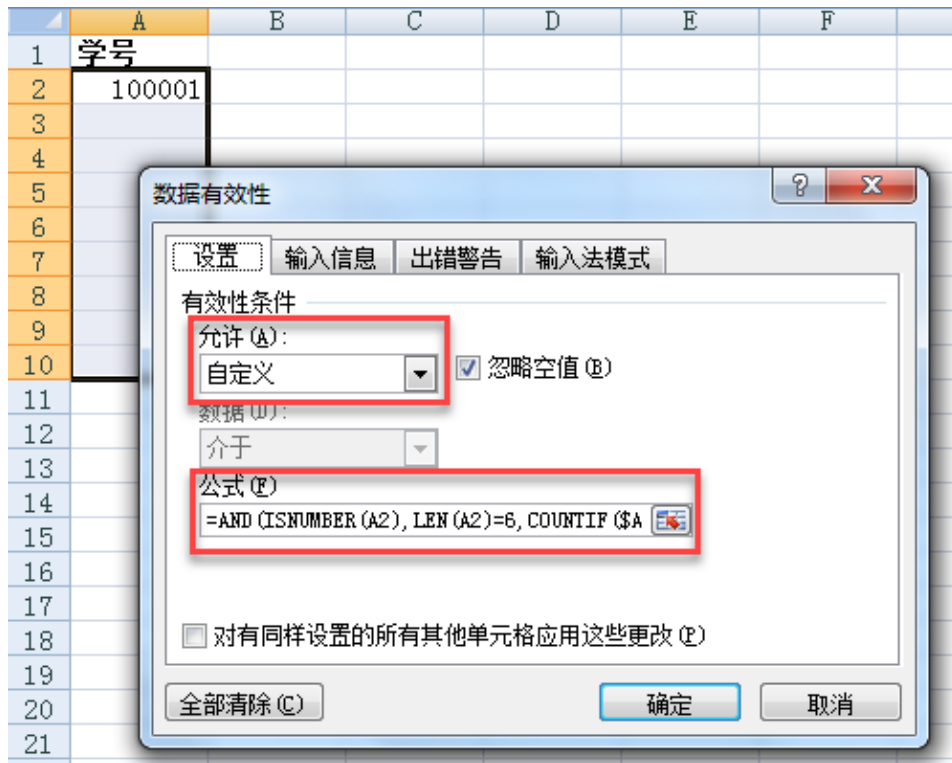 A B C D E F
1 学号
2 100001
3
4
5
6
7
8
9
10
11
12
13
14
15
16
17
18
19
20
21
数据有效性
设置 输入信息 出错警告 输入法模式
有效性条件
允许(A):
自定义 忽略空值(B)
数据(D):
介于
公式(F)
=AND(ISNUMBER(A2),LEN(A2)=6,COUNTIF($A
对有同样设置的所有其他单元格应用这些更改(P)
全部清除(C) 确定 取消